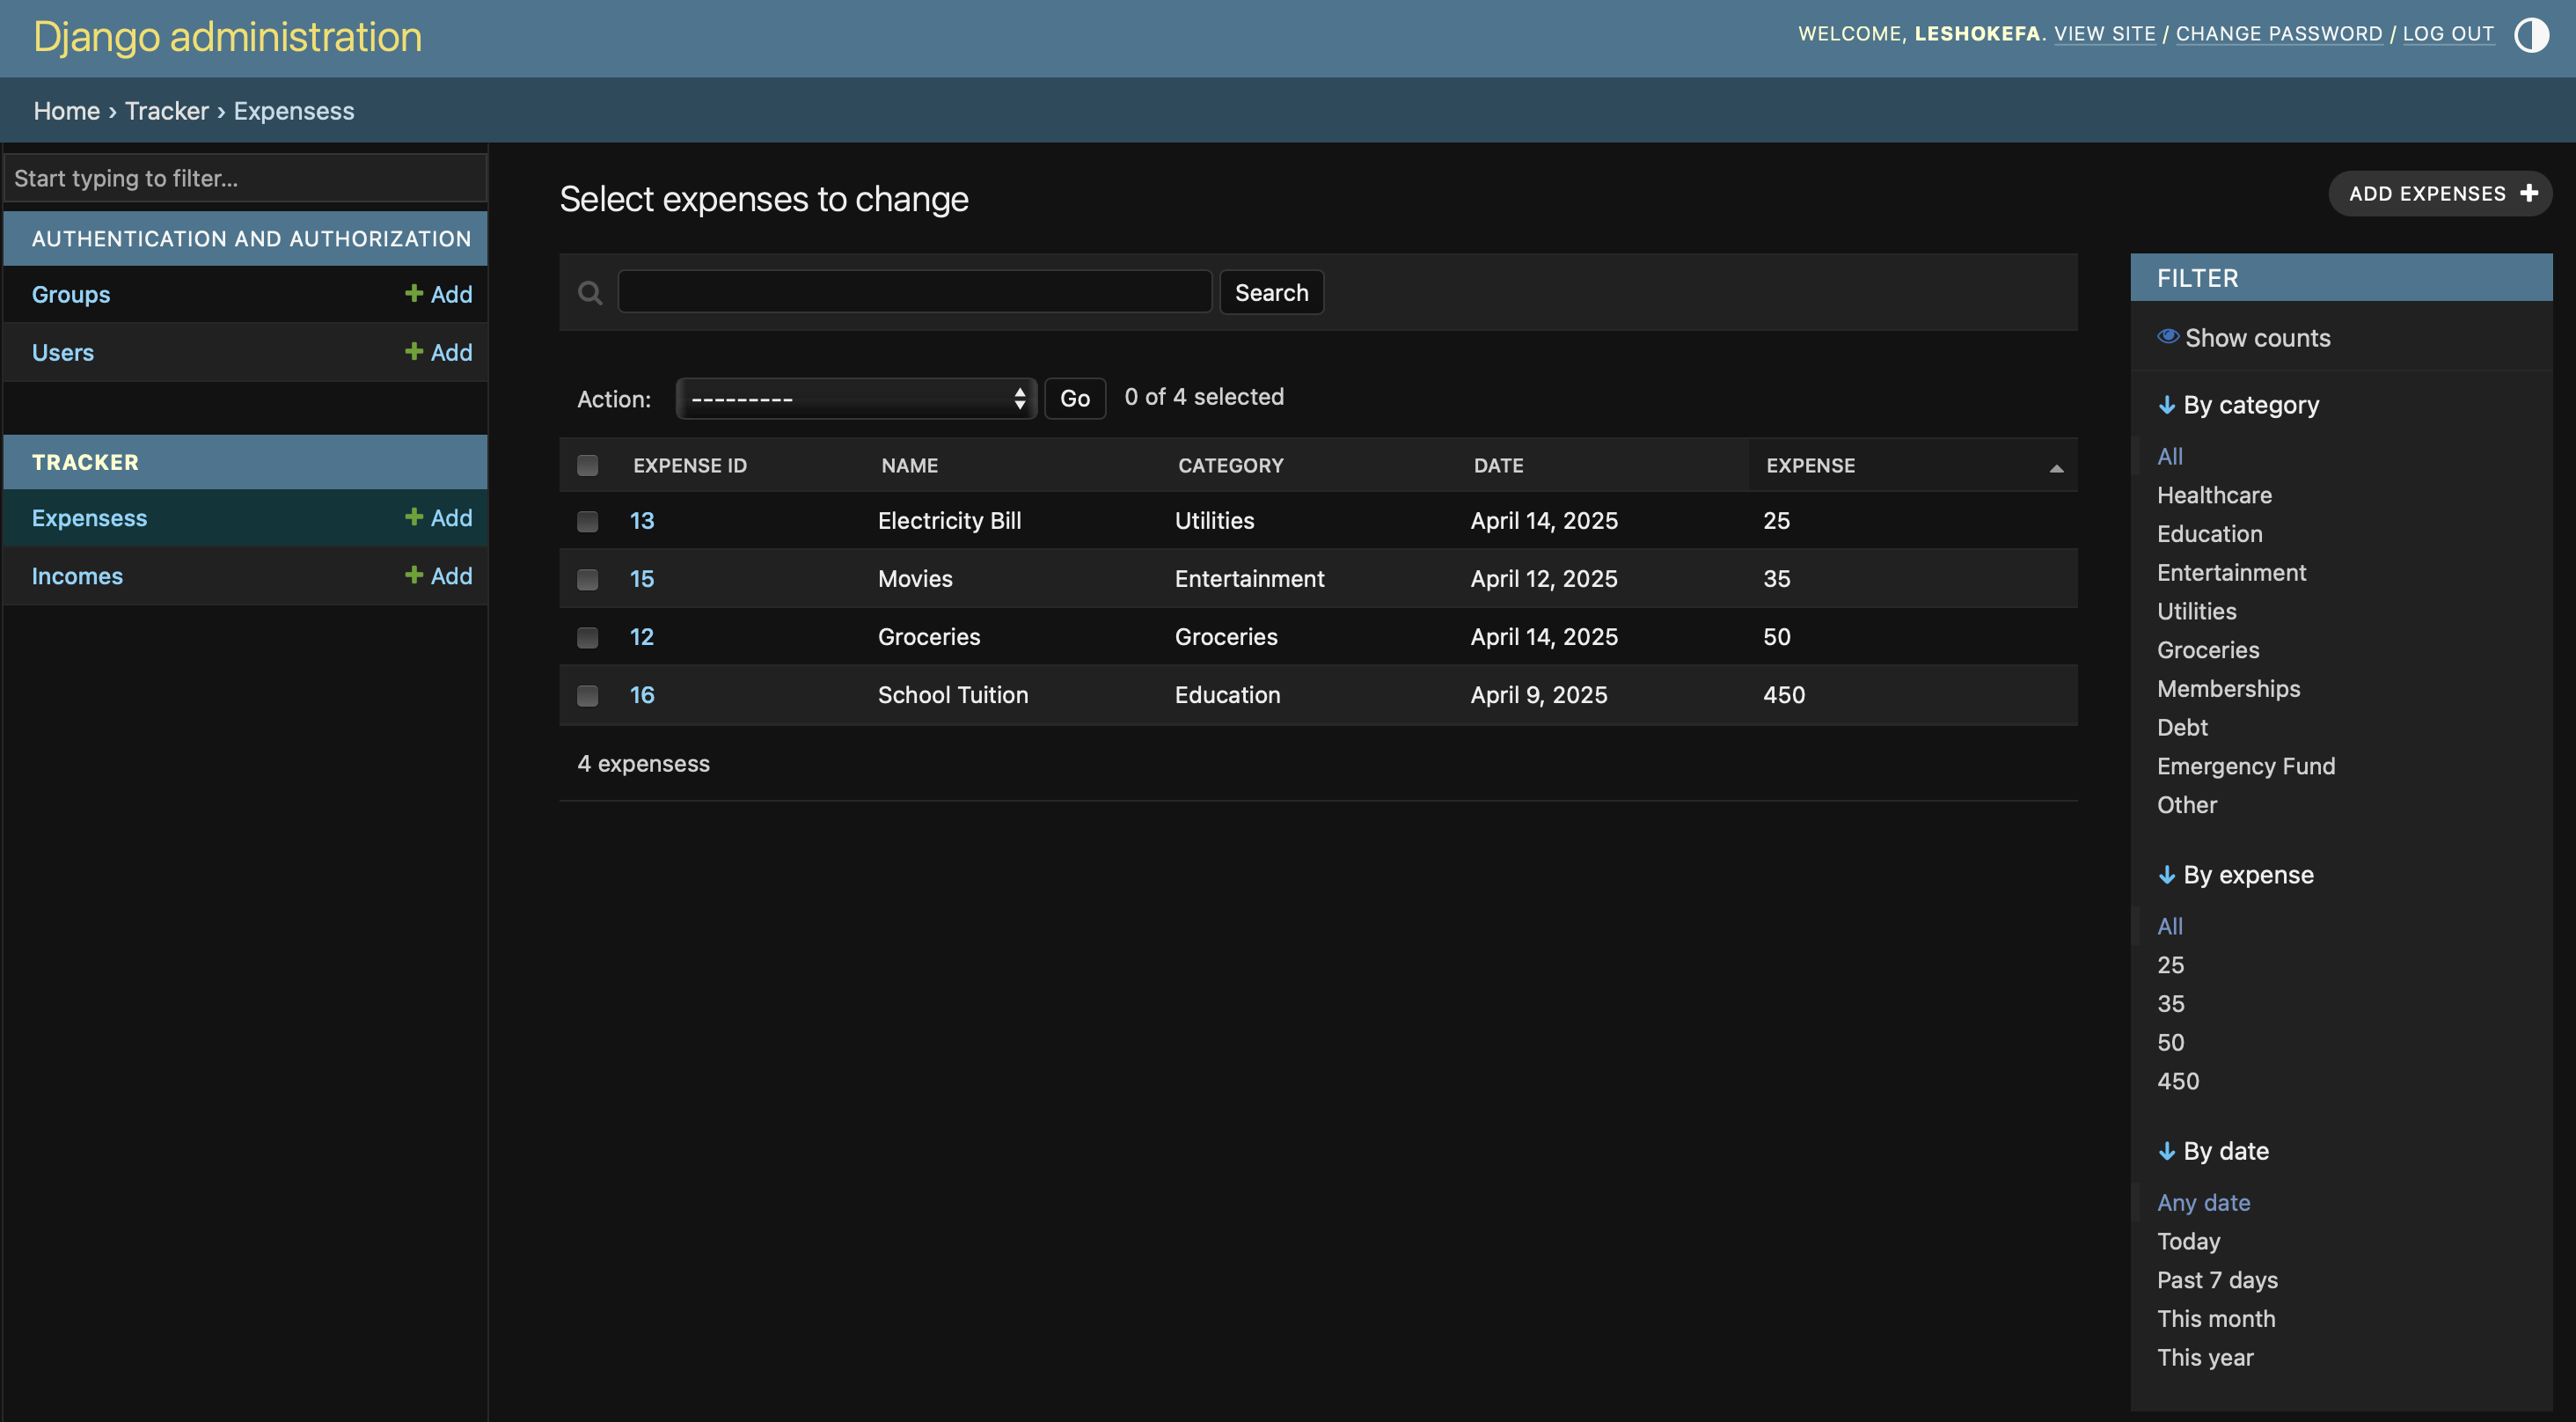 Django administration
WELCOME, LESHOKEFA. VIEW SITE / CHANGE PASSWORD / LOG OUT
Home › Tracker › Expensess
Start typing to filter...
AUTHENTICATION AND AUTHORIZATION
Groups + Add
Users + Add
TRACKER
Expensess + Add
Incomes + Add
Select expenses to change
ADD EXPENSES +
Search
Action: --------- Go 0 of 4 selected
EXPENSE ID NAME CATEGORY DATE EXPENSE
13 Electricity Bill Utilities April 14, 2025 25
15 Movies Entertainment April 12, 2025 35
12 Groceries Groceries April 14, 2025 50
16 School Tuition Education April 9, 2025 450
4 expensess
FILTER
Show counts
↓ By category
All
Healthcare
Education
Entertainment
Utilities
Groceries
Memberships
Debt
Emergency Fund
Other
↓ By expense
All
25
35
50
450
↓ By date
Any date
Today
Past 7 days
This month
This year